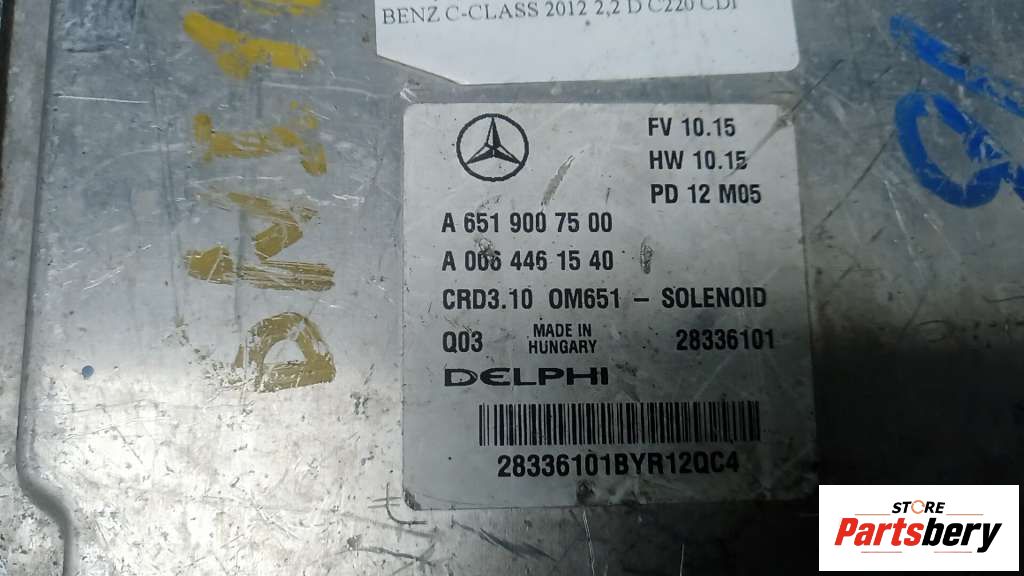 BENZ C-CLASS 2012 2,2 D C220 CDI
FV 10.15
HW 10.15
PD 12 M05
A 651 900 75 00
A 006 446 15 40
CRD3.10 OM651 – SOLENOID
Q03 MADE IN HUNGARY 28336101
DELPHI
28336101BYR12QC4
STORE
Partsbery